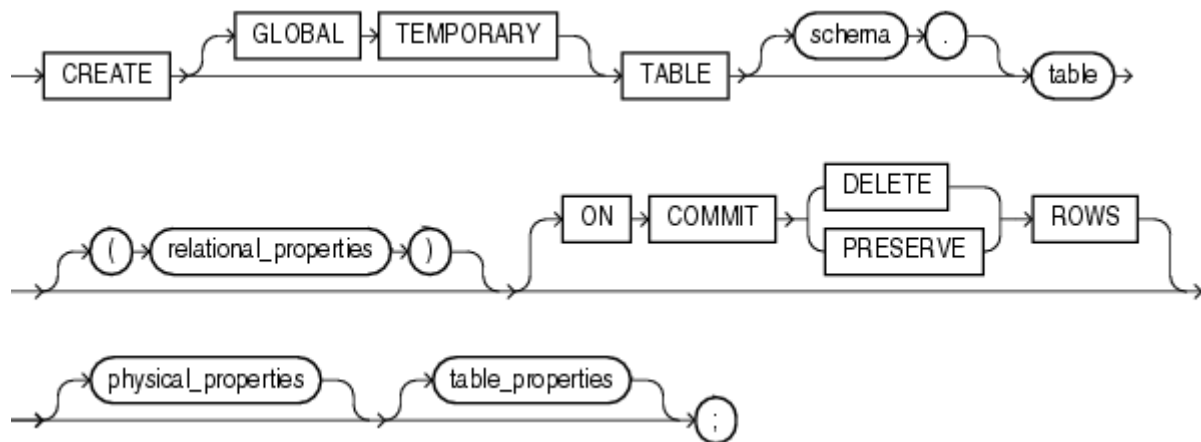 GLOBAL TEMPORARY schema .
CREATE TABLE table
DELETE
ON COMMIT ROWS
( relational_properties ) PRESERVE
physical_properties table_properties
;